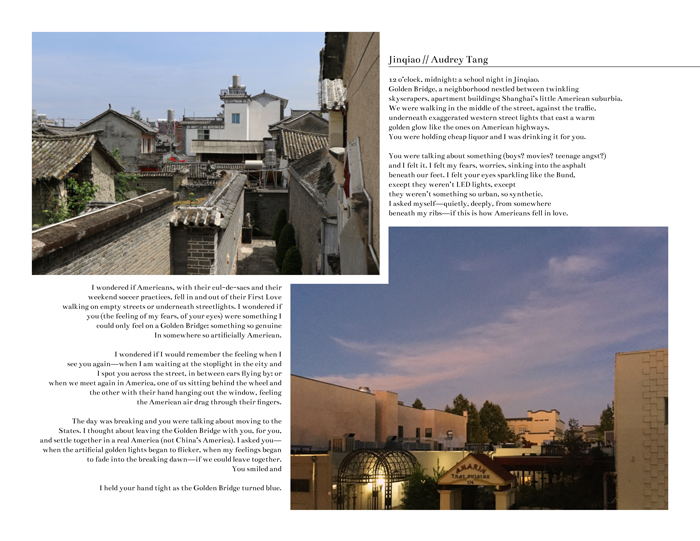 Jinqiao // Audrey Tang
12 o'clock, midnight: a school night in Jinqiao.
Golden Bridge, a neighborhood nestled between twinkling
skyscrapers, apartment buildings; Shanghai's little American suburbia.
We were walking in the middle of the street, against the traffic,
underneath exaggerated western street lights that cast a warm
golden glow like the ones on American highways.
You were holding cheap liquor and I was drinking it for you.
You were talking about something (boys? movies? teenage angst?)
and I felt it. I felt my fears, worries, sinking into the asphalt
beneath our feet. I felt your eyes sparkling like the Bund,
except they weren't LED lights, except
they weren't something so urban, so synthetic.
I asked myself—quietly, deeply, from somewhere
beneath my ribs—if this is how Americans fell in love.
I wondered if Americans, with their cul-de-sacs and their
weekend soccer practices, fell in and out of their First Love
walking on empty streets or underneath streetlights. I wondered if
you (the feeling of my fears, of your eyes) were something I
could only feel on a Golden Bridge: something so genuine
In somewhere so artificially American.
I wondered if I would remember the feeling when I
see you again—when I am waiting at the stoplight in the city and
I spot you across the street, in between cars flying by; or
when we meet again in America, one of us sitting behind the wheel and
the other with their hand hanging out the window, feeling
the American air drag through their fingers.
The day was breaking and you were talking about moving to the
States. I thought about leaving the Golden Bridge with you, for you,
and settle together in a real America (not China's America). I asked you—
when the artificial golden lights began to flicker, when my feelings began
to fade into the breaking dawn—if we could leave together.
You smiled and
I held your hand tight as the Golden Bridge turned blue.
AMARIN
THAI CUISINE